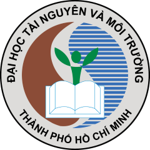 ĐẠI HỌC TÀI NGUYÊN VÀ MÔI TRƯỜNG
THÀNH PHỐ HỒ CHÍ MINH